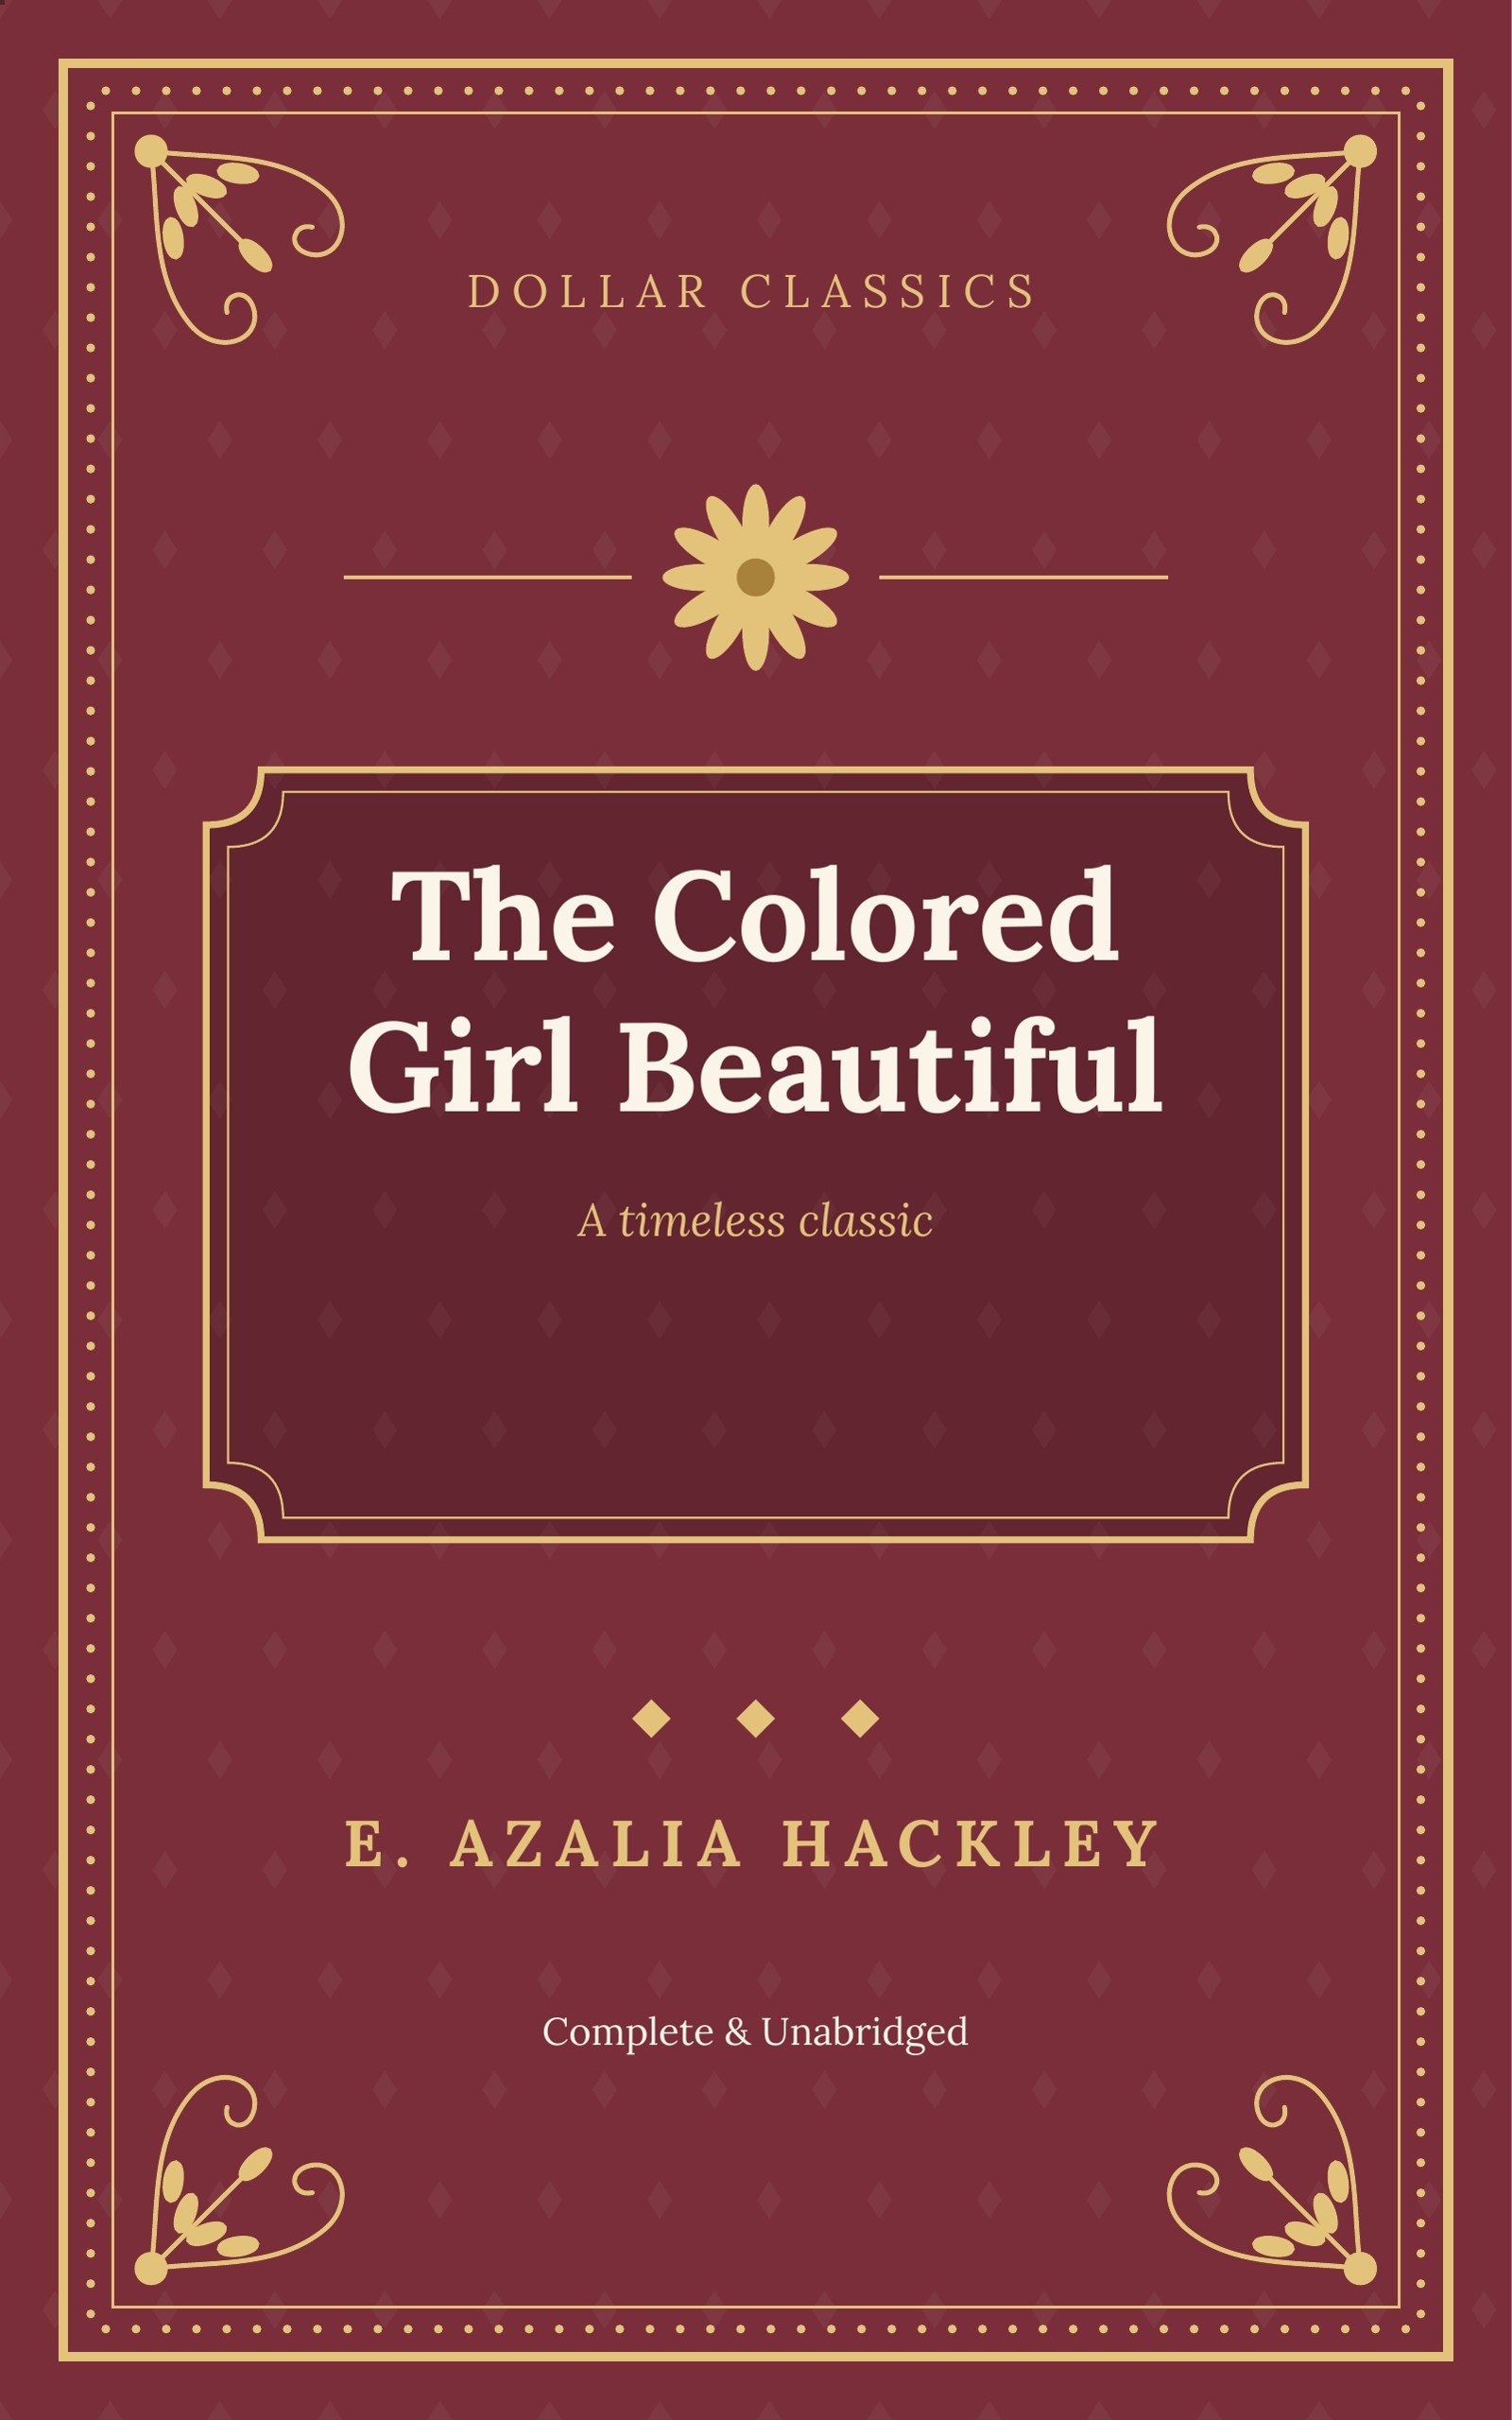 DOLLAR CLASSICS
The Colored
Girl Beautiful
A timeless classic
E. AZALIA HACKLEY
Complete & Unabridged